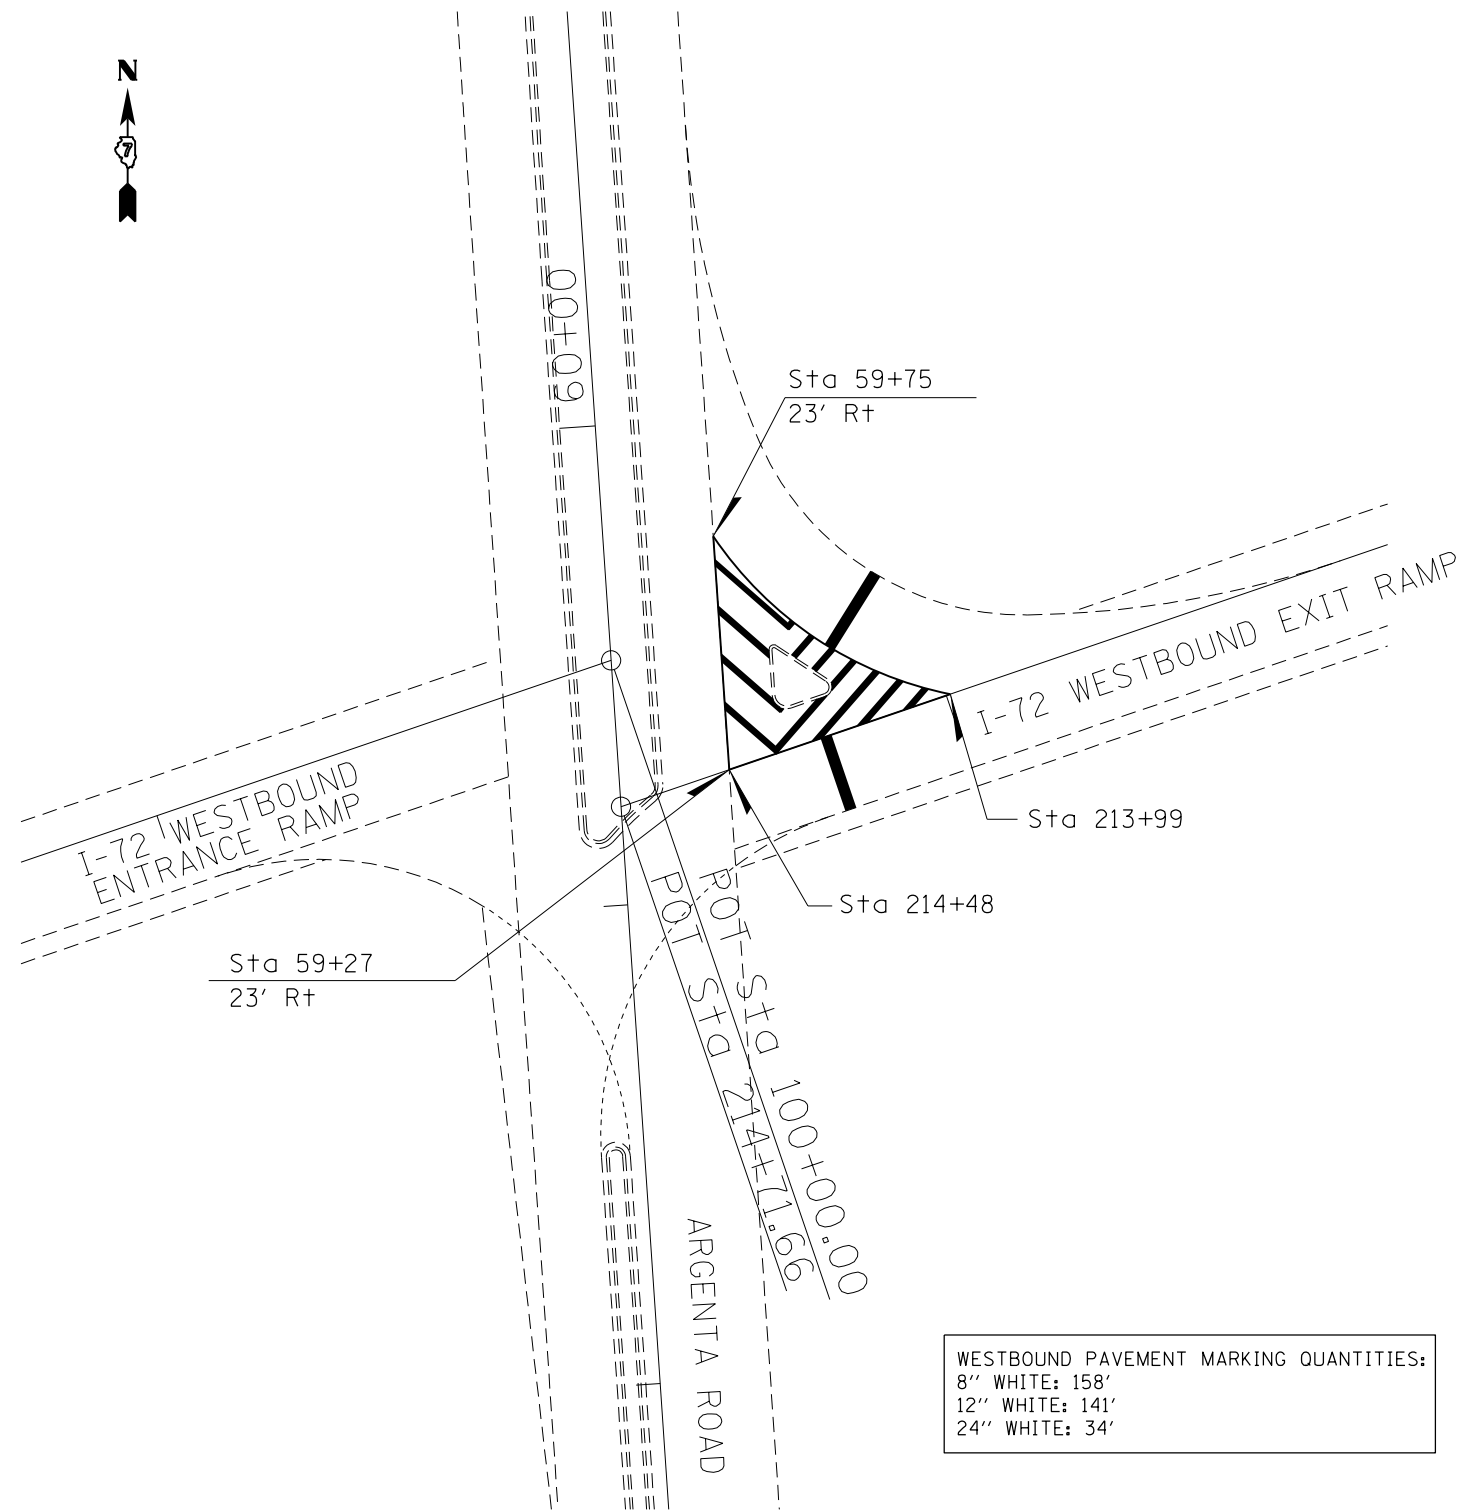 N
7
60+00
Sta 59+75
23' Rt
I-72 WESTBOUND EXIT RAMP
I-72 WESTBOUND
ENTRANCE RAMP
Sta 213+99
Sta 214+48
Sta 59+27
23' Rt
POT Sta 100+00.00
POT Sta 214+71.66
ARGENTA ROAD
WESTBOUND PAVEMENT MARKING QUANTITIES:
8'' WHITE: 158'
12'' WHITE: 141'
24'' WHITE: 34'